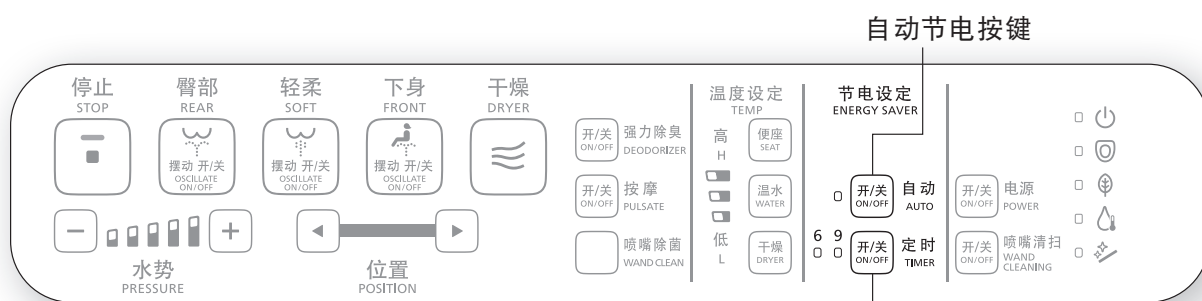 自动节电按键
停止
STOP
臀部
REAR
轻柔
SOFT
下身
FRONT
干燥
DRYER
摆动 开/关
OSCILLATE
ON/OFF
摆动 开/关
OSCILLATE
ON/OFF
摆动 开/关
OSCILLATE
ON/OFF
水势
PRESSURE
位置
POSITION
开/关
ON/OFF
强力除臭
DEODORIZER
开/关
ON/OFF
按摩
PULSATE
喷嘴除菌
WAND CLEAN
温度设定
TEMP
高
H
低
L
便座
SEAT
温水
WATER
干燥
DRYER
节电设定
ENERGY SAVER
开/关
ON/OFF
自动
AUTO
6 9
开/关
ON/OFF
定时
TIMER
开/关
ON/OFF
电源
POWER
开/关
ON/OFF
喷嘴清扫
WAND
CLEANING